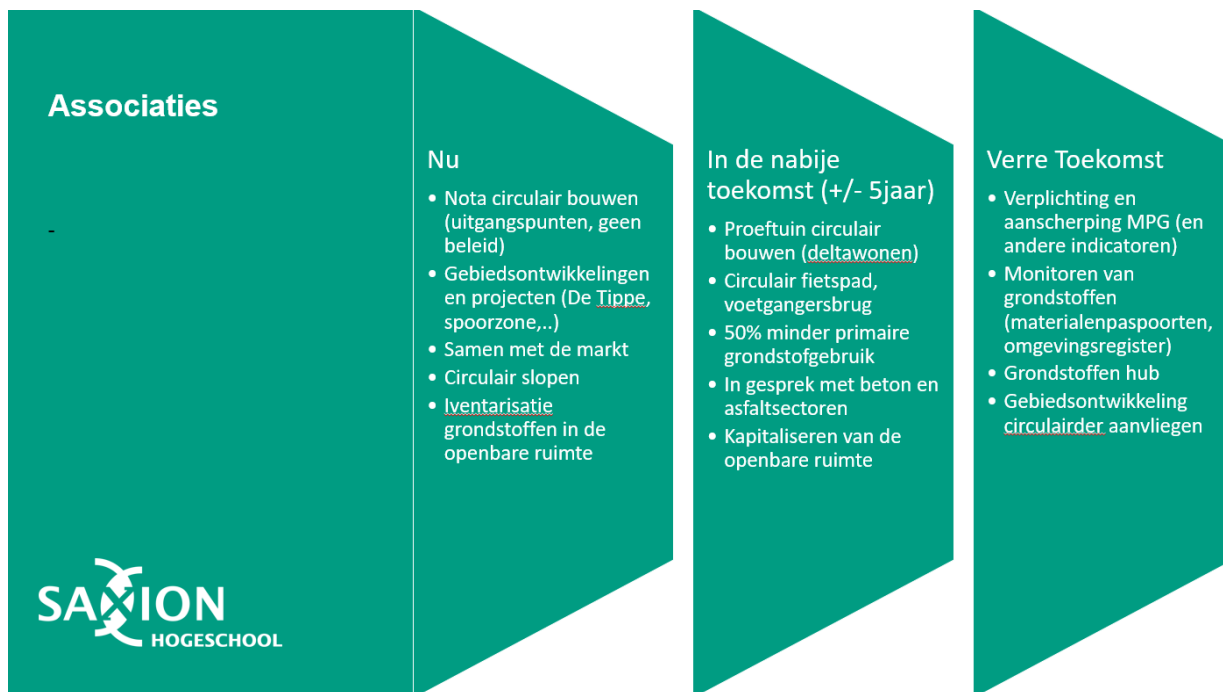 Associaties
-
Nu
• Nota circulair bouwen
(uitgangspunten, geen
beleid)
• Gebiedsontwikkelingen
en projecten (De Tippe,
spoorzone,..)
• Samen met de markt
• Circulair slopen
• Iventarisatie
grondstoffen in de
openbare ruimte
In de nabije
toekomst (+/- 5jaar)
• Proeftuin circulair
bouwen (deltawonen)
• Circulair fietspad,
voetgangersbrug
• 50% minder primaire
grondstofgebruik
• In gesprek met beton en
asfaltsectoren
• Kapitaliseren van de
openbare ruimte
Verre Toekomst
• Verplichting en
aanscherping MPG (en
andere indicatoren)
• Monitoren van
grondstoffen
(materialenpaspoorten,
omgevingsregister)
• Grondstoffen hub
• Gebiedsontwikkeling
circulairder aanvliegen
SAXION
HOGESCHOOL